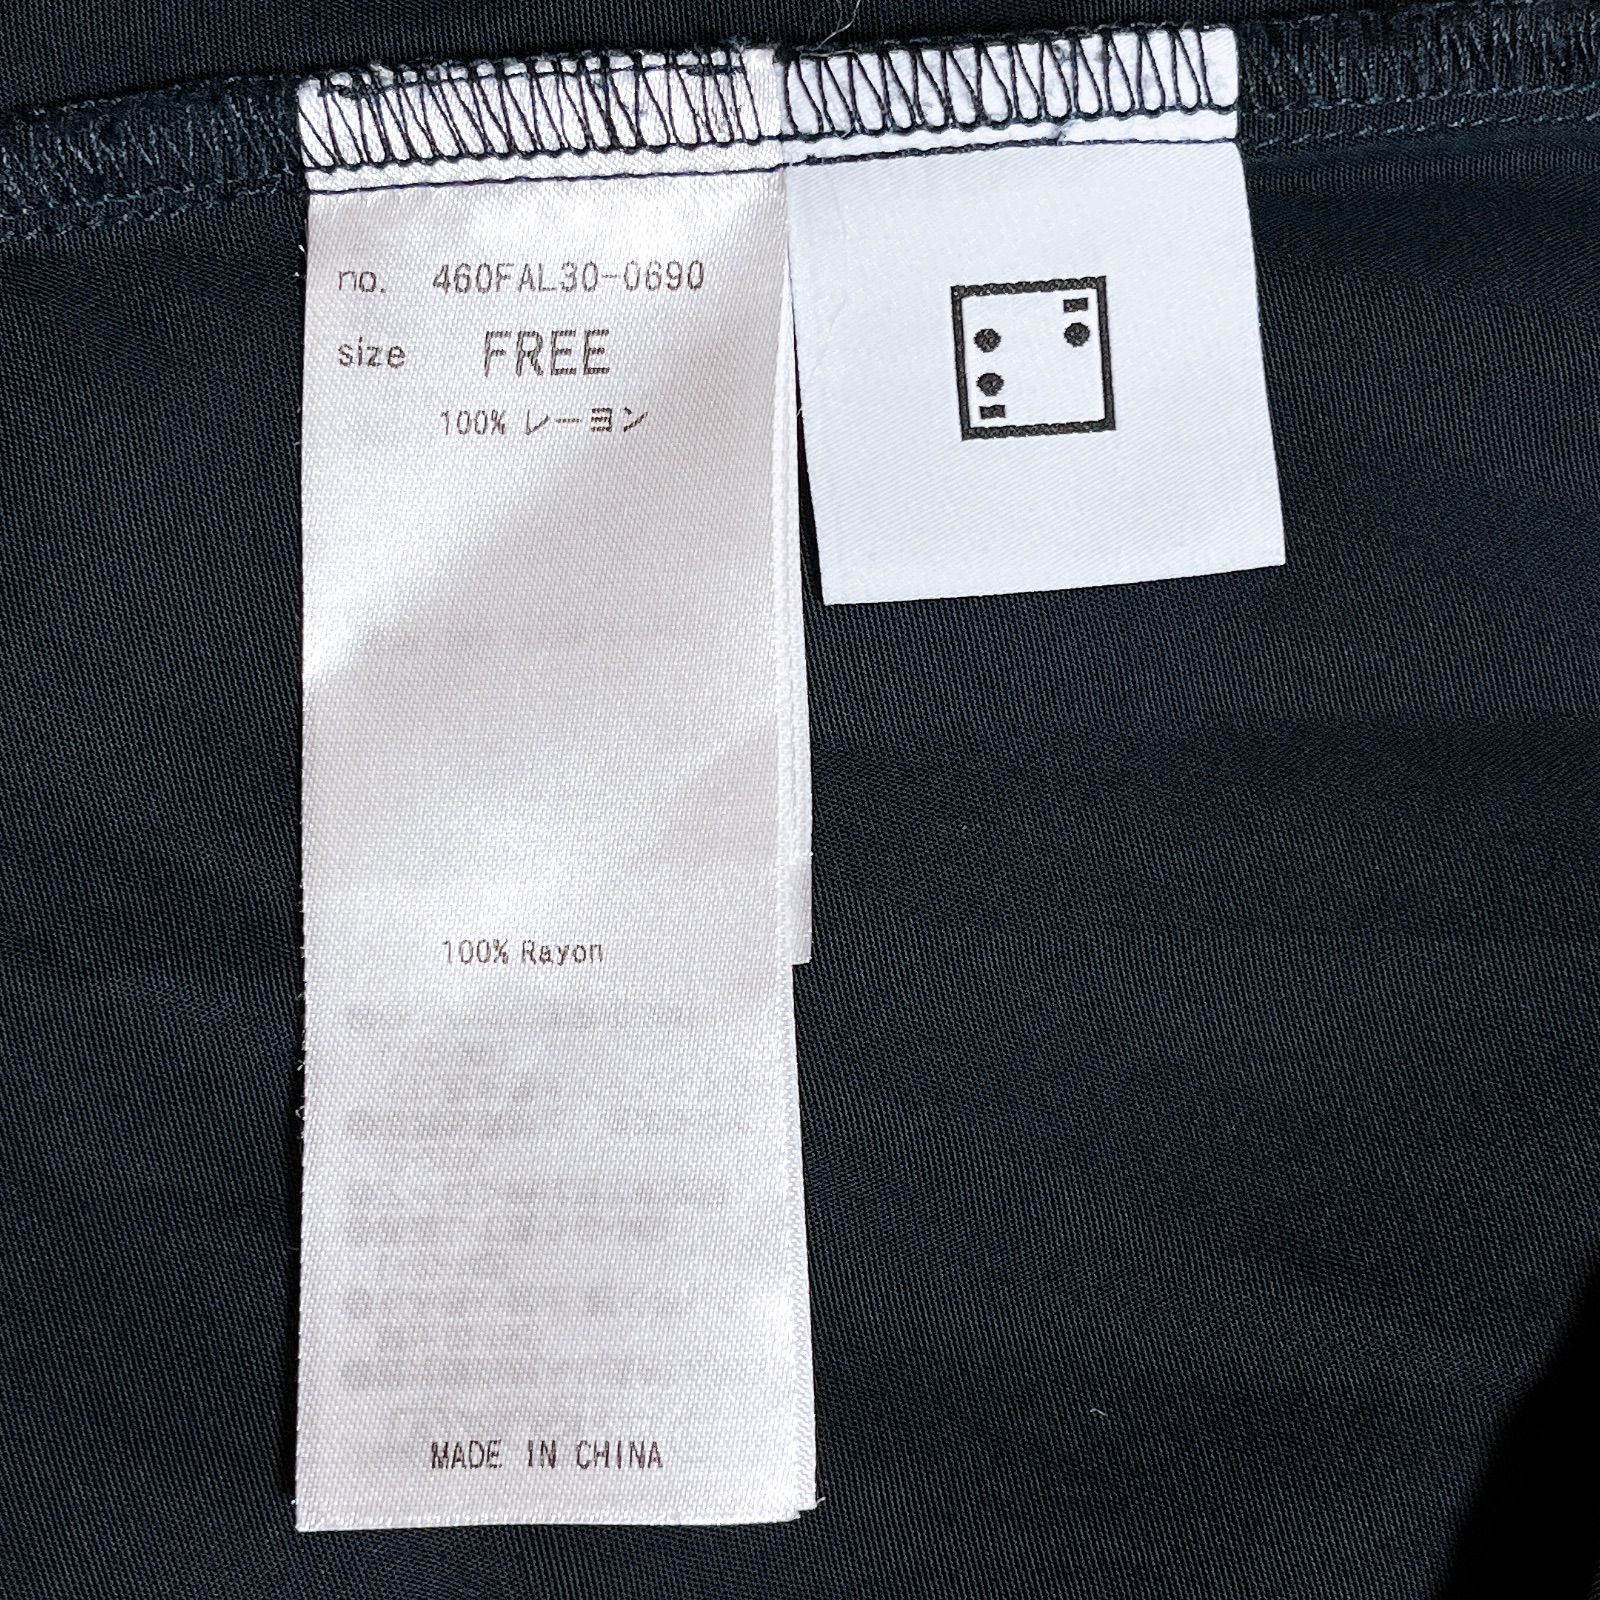 no. 460FAL30-0690
size FREE
100% レーヨン
100% Rayon
MADE IN CHINA